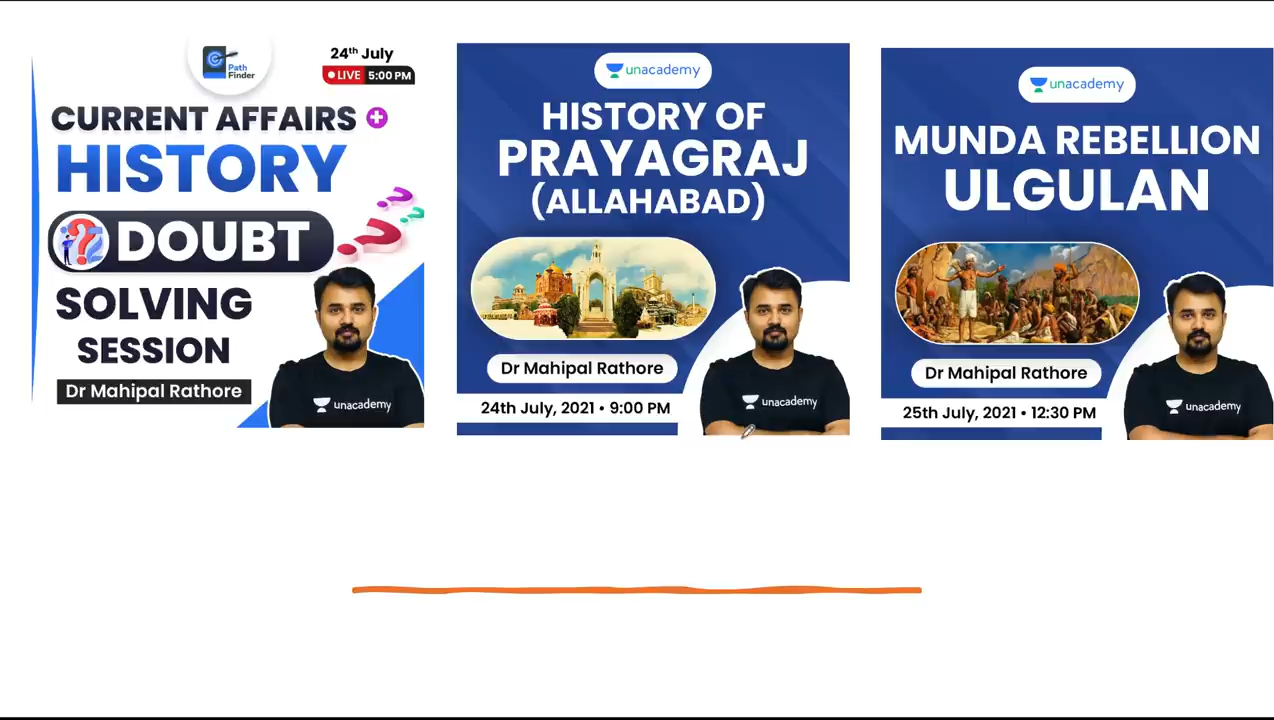 Path
Finder
24th July
LIVE 5:00 PM
CURRENT AFFAIRS +
HISTORY
DOUBT
SOLVING
SESSION
Dr Mahipal Rathore
unacademy
unacademy
HISTORY OF
PRAYAGRAJ
(ALLAHABAD)
Dr Mahipal Rathore
24th July, 2021 • 9:00 PM
unacademy
unacademy
MUNDA REBELLION
ULGULAN
Dr Mahipal Rathore
25th July, 2021 • 12:30 PM
unacademy